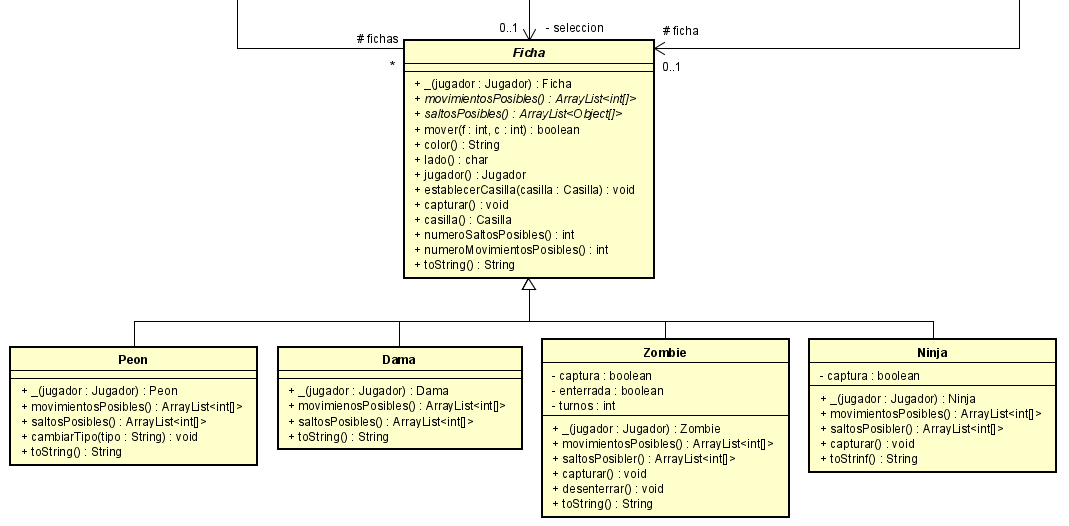 # fichas
*
0..1
- seleccion
# ficha
0..1
Ficha
+ _(jugador : Jugador) : Ficha
+ movimientosPosibles() : ArrayList<int[]>
+ saltosPosibles() : ArrayList<Object[]>
+ mover(f : int, c : int) : boolean
+ color() : String
+ lado() : char
+ jugador() : Jugador
+ establecerCasilla(casilla : Casilla) : void
+ capturar() : void
+ casilla() : Casilla
+ numeroSaltosPosibles() : int
+ numeroMovimientosPosibles() : int
+ toString() : String
Peon
+ _(jugador : Jugador) : Peon
+ movimientosPosibles() : ArrayList<int[]>
+ saltosPosibles() : ArrayList<int[]>
+ cambiarTipo(tipo : String) : void
+ toString() : String
Dama
+ _(jugador : Jugador) : Dama
+ movimienosPosibles() : ArrayList<int[]>
+ saltosPosibles() : ArrayList<int[]>
+ toString() : String
Zombie
- captura : boolean
- enterrada : boolean
- turnos : int
+ _(jugador : Jugador) : Zombie
+ movimientosPosibles() : ArrayList<int[]>
+ saltosPosibler() : ArrayList<int[]>
+ capturar() : void
+ desenterrar() : void
+ toString() : String
Ninja
- captura : boolean
+ _(jugador : Jugador) : Ninja
+ movimientosPosibles() : ArrayList<int[]>
+ saltosPosibler() : ArrayList<int[]>
+ capturar() : void
+ toStrinf() : String